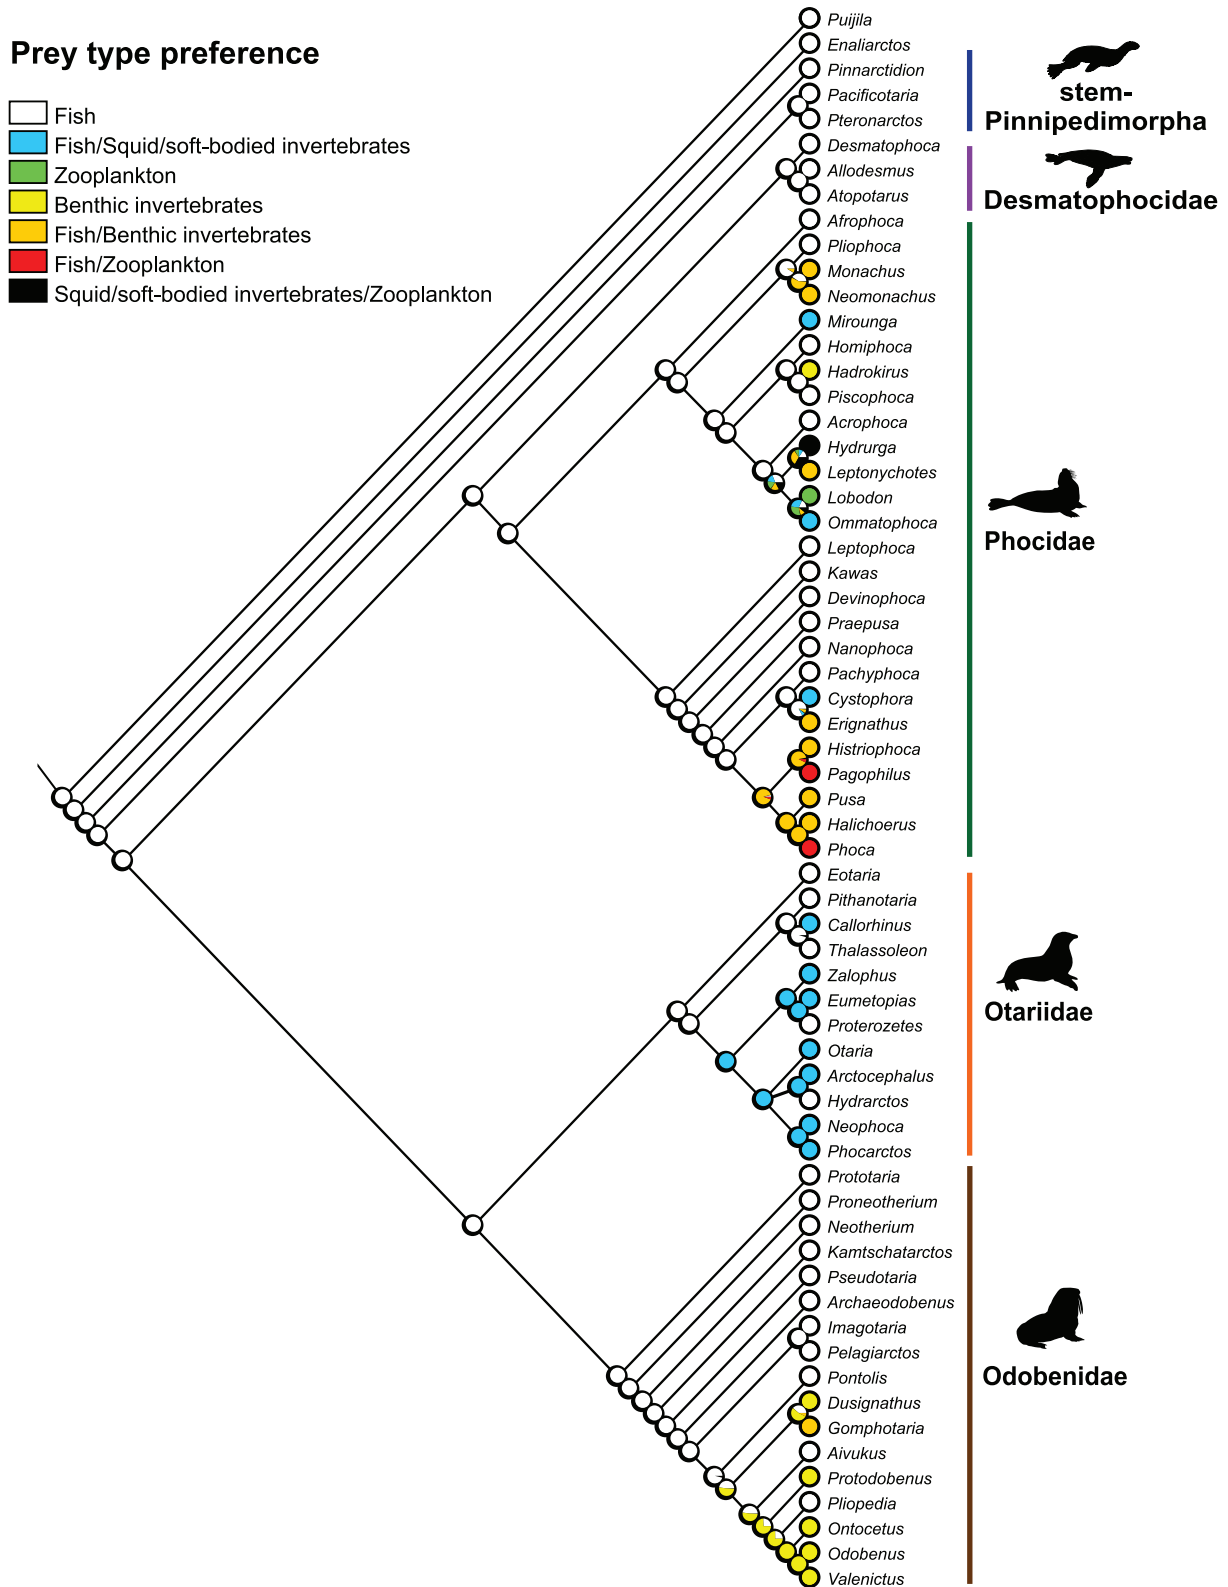 Prey type preference
Fish
Fish/Squid/soft-bodied invertebrates
Zooplankton
Benthic invertebrates
Fish/Benthic invertebrates
Fish/Zooplankton
Squid/soft-bodied invertebrates/Zooplankton
Puijila
Enaliarctos
Pinnarctidion
Pacificotaria
Pteronarctos
Desmatophoca
Allodesmus
Atopotarus
Afrophoca
Pliophoca
Monachus
Neomonachus
Mirounga
Homiphoca
Hadrokirus
Piscophoca
Acrophoca
Hydrurga
Leptonychotes
Lobodon
Ommatophoca
Leptophoca
Kawas
Devinophoca
Praepusa
Nanophoca
Pachyphoca
Cystophora
Erignathus
Histriophoca
Pagophilus
Pusa
Halichoerus
Phoca
Eotaria
Pithanotaria
Callorhinus
Thalassoleon
Zalophus
Eumetopias
Proterozetes
Otaria
Arctocephalus
Hydrarctos
Neophoca
Phocarctos
Prototaria
Proneotherium
Neotherium
Kamtschatarctos
Pseudotaria
Archaeodobenus
Imagotaria
Pelagiarctos
Pontolis
Dusignathus
Gomphotaria
Aivukus
Protodobenus
Pliopedia
Ontocetus
Odobenus
Valenictus
stem-
Pinnipedimorpha
Desmatophocidae
Phocidae
Otariidae
Odobenidae